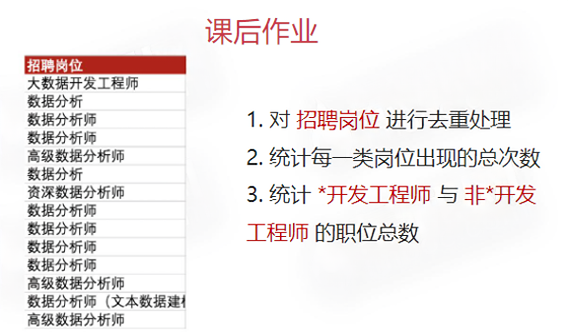 课后作业
招聘岗位
大数据开发工程师
数据分析
数据分析师
数据分析师
高级数据分析师
数据分析
资深数据分析师
数据分析师
数据分析师
数据分析师
数据分析师
高级数据分析师
数据分析师（文本数据建
高级数据分析师
1. 对 招聘岗位 进行去重处理
2. 统计每一类岗位出现的总次数
3. 统计 *开发工程师 与 非*开发
工程师 的职位总数